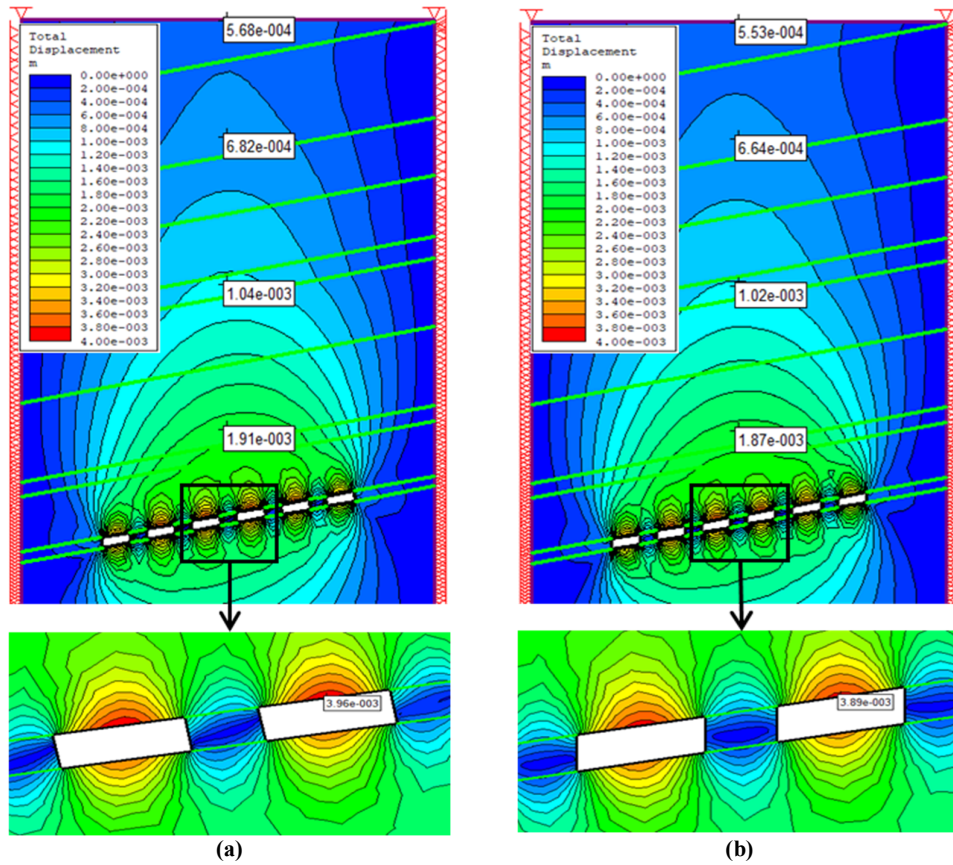 Total
Displacement
m
0.00e+000
2.00e-004
4.00e-004
6.00e-004
8.00e-004
1.00e-003
1.20e-003
1.40e-003
1.60e-003
1.80e-003
2.00e-003
2.20e-003
2.40e-003
2.60e-003
2.80e-003
3.00e-003
3.20e-003
3.40e-003
3.60e-003
3.80e-003
4.00e-003
5.68e-004
6.82e-004
1.04e-003
1.91e-003
3.96e-003
(a)
Total
Displacement
m
0.00e+000
2.00e-004
4.00e-004
6.00e-004
8.00e-004
1.00e-003
1.20e-003
1.40e-003
1.60e-003
1.80e-003
2.00e-003
2.20e-003
2.40e-003
2.60e-003
2.80e-003
3.00e-003
3.20e-003
3.40e-003
3.60e-003
3.80e-003
4.00e-003
5.53e-004
6.64e-004
1.02e-003
1.87e-003
3.89e-003
(b)